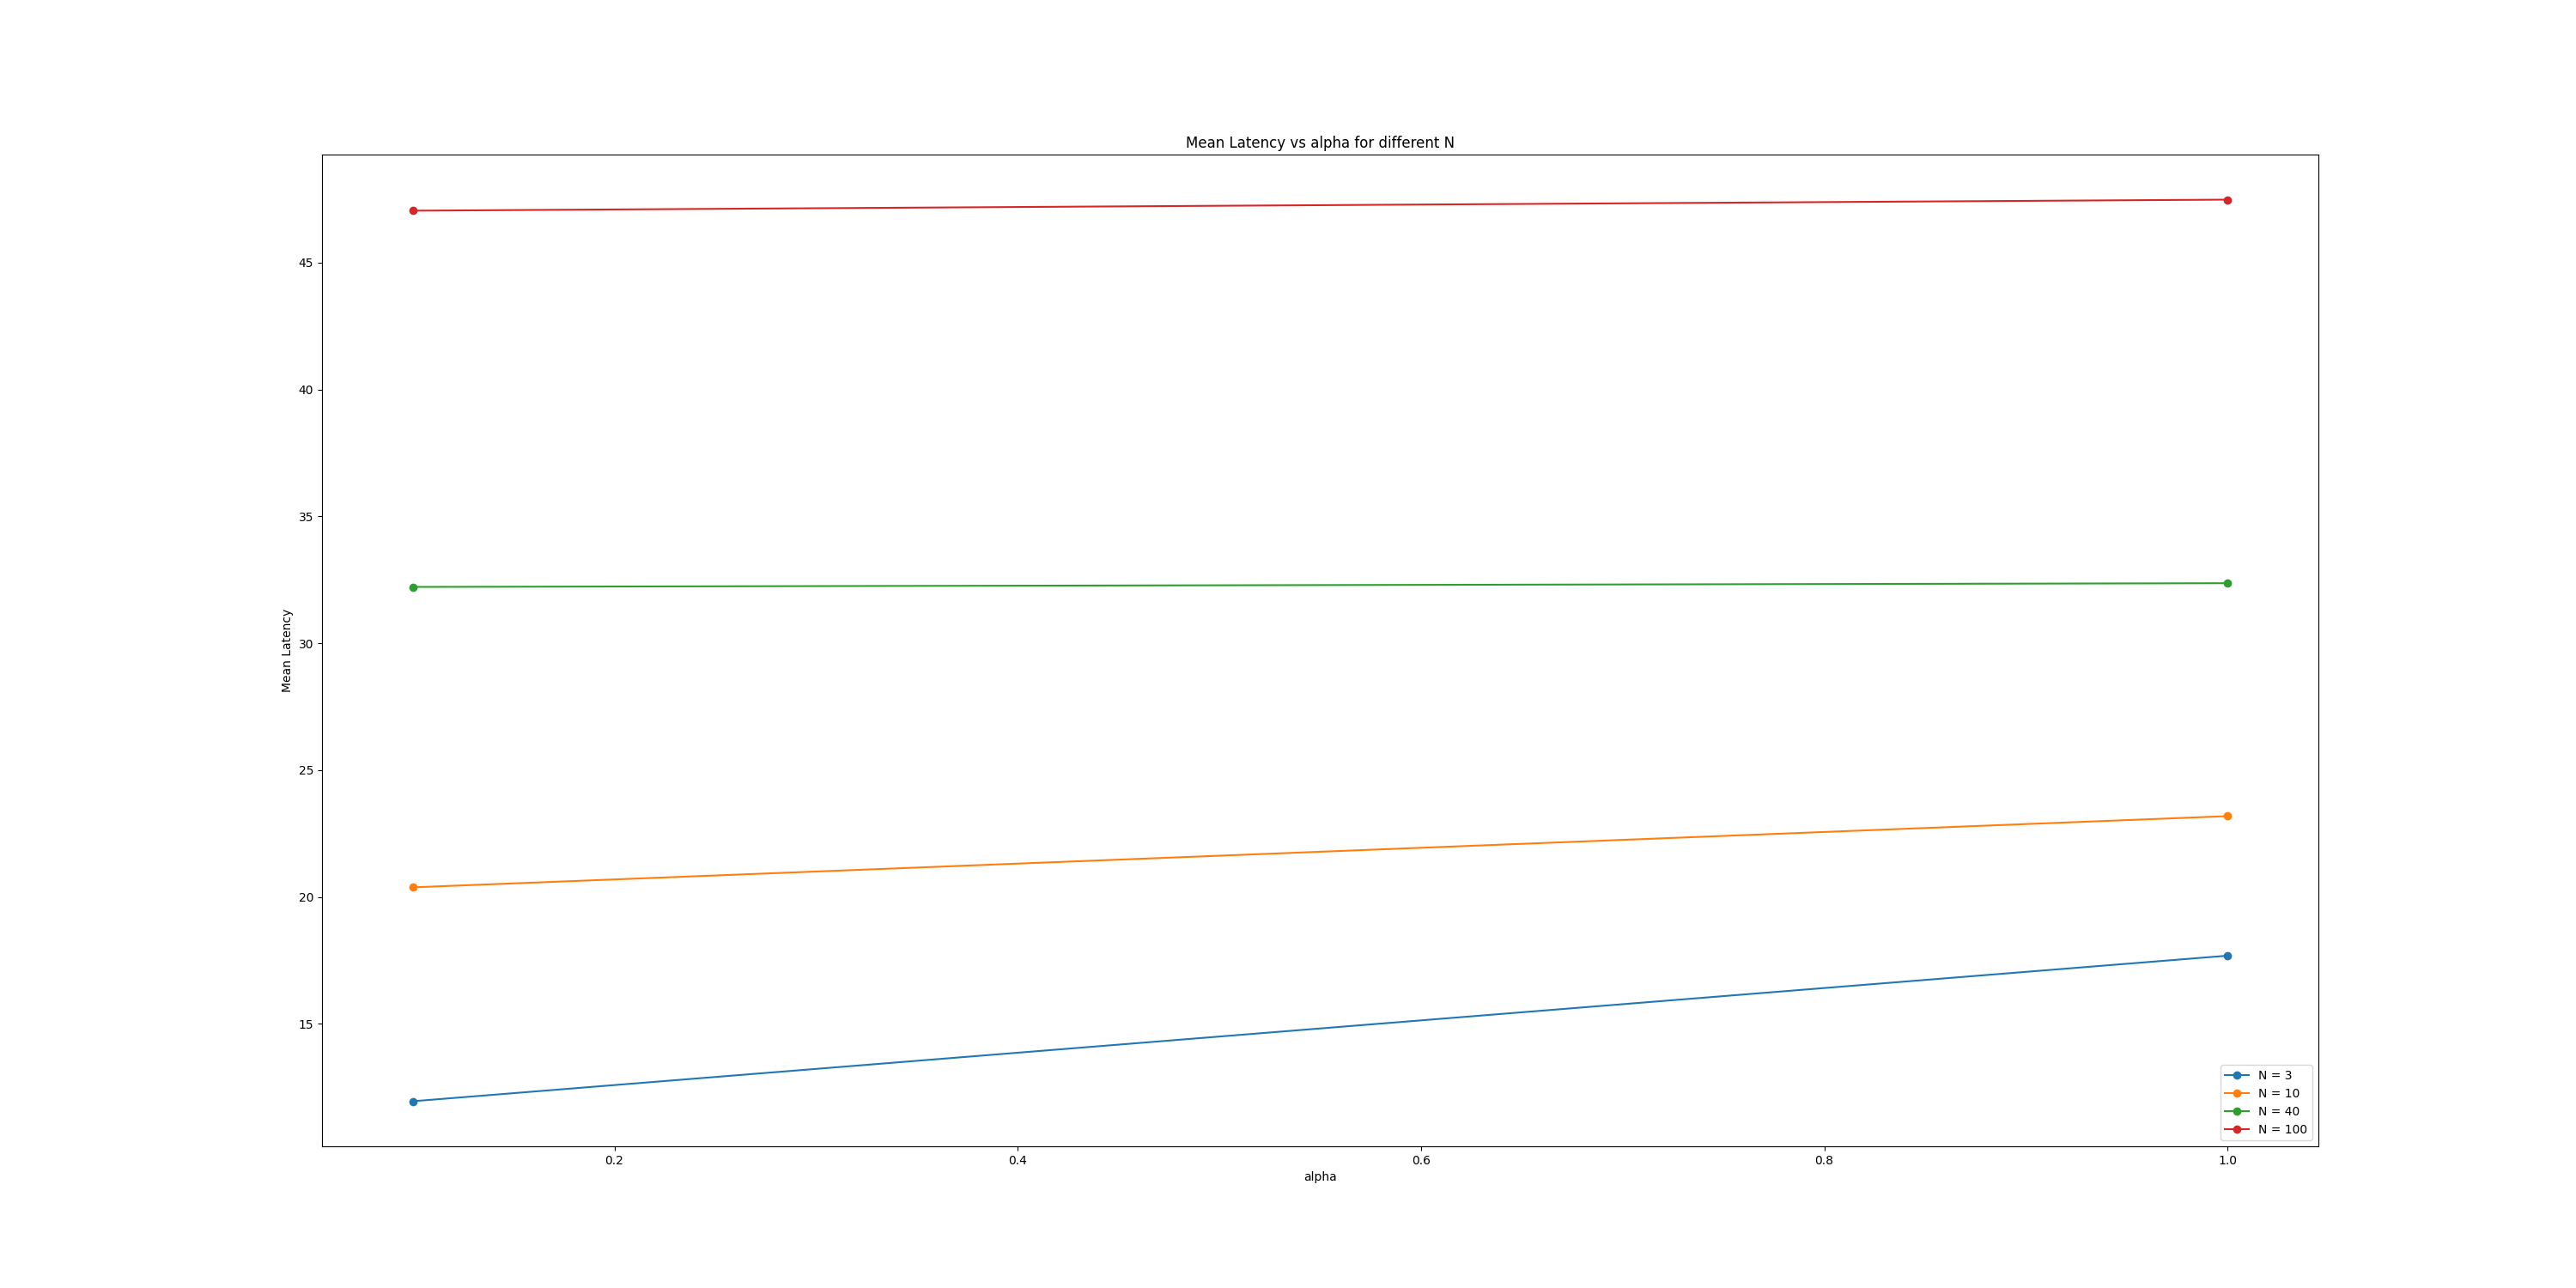 Mean Latency vs alpha for different N
45
40
35
30
25
20
15
Mean Latency
0.2
0.4
0.6
0.8
1.0
alpha
N = 3
N = 10
N = 40
N = 100